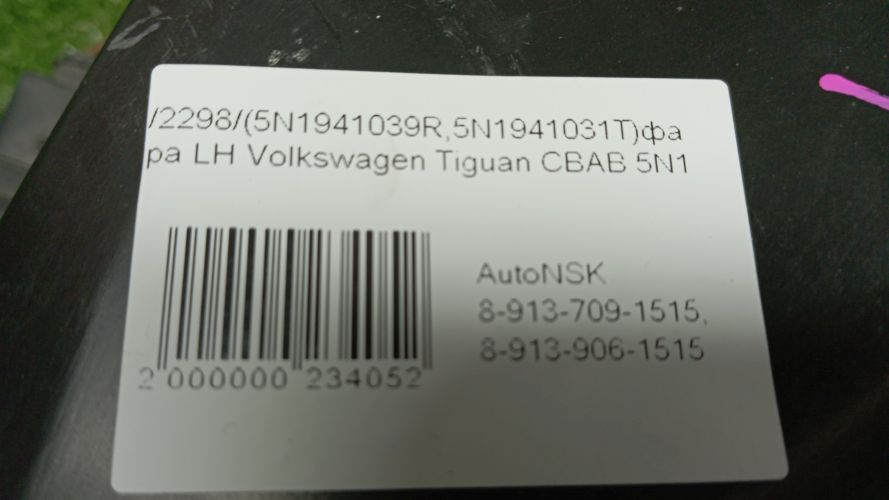 /2298/(5N1941039R,5N1941031T)фа
ра LH Volkswagen Tiguan CBAB 5N1
AutoNSK
8-913-709-1515,
8-913-906-1515
2 000000 234052